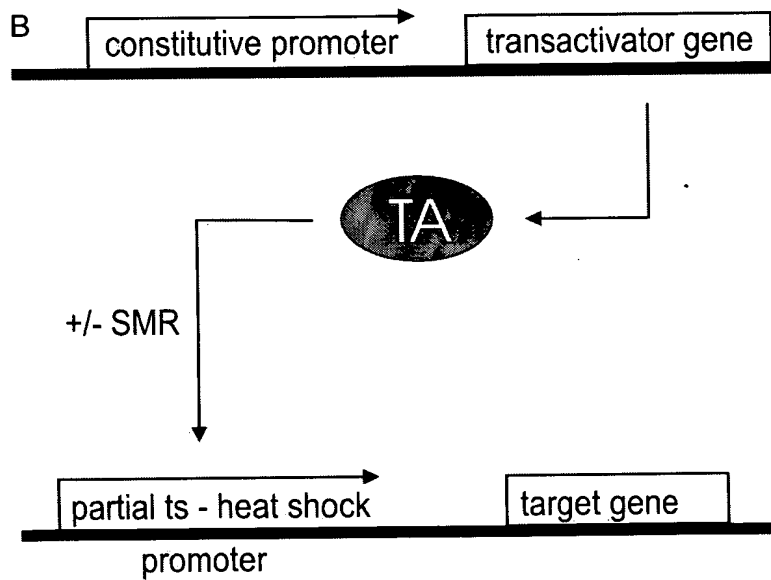 B
constitutive promoter
transactivator gene
TA
+/- SMR
partial ts - heat shock
promoter
target gene